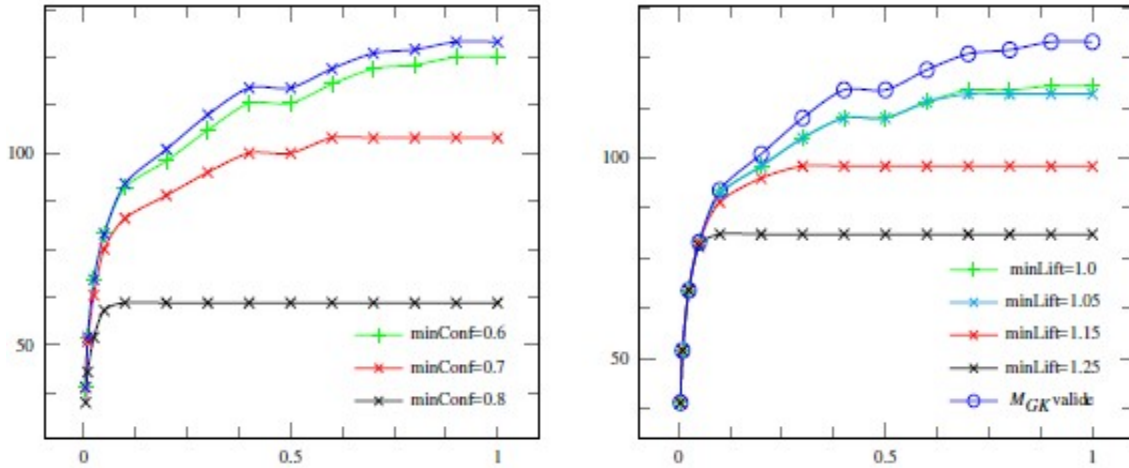 100
50
0
0.5
1
minConf=0.6
minConf=0.7
minConf=0.8
100
50
0
0.5
1
minLift=1.0
minLift=1.05
minLift=1.15
minLift=1.25
M_GK valide